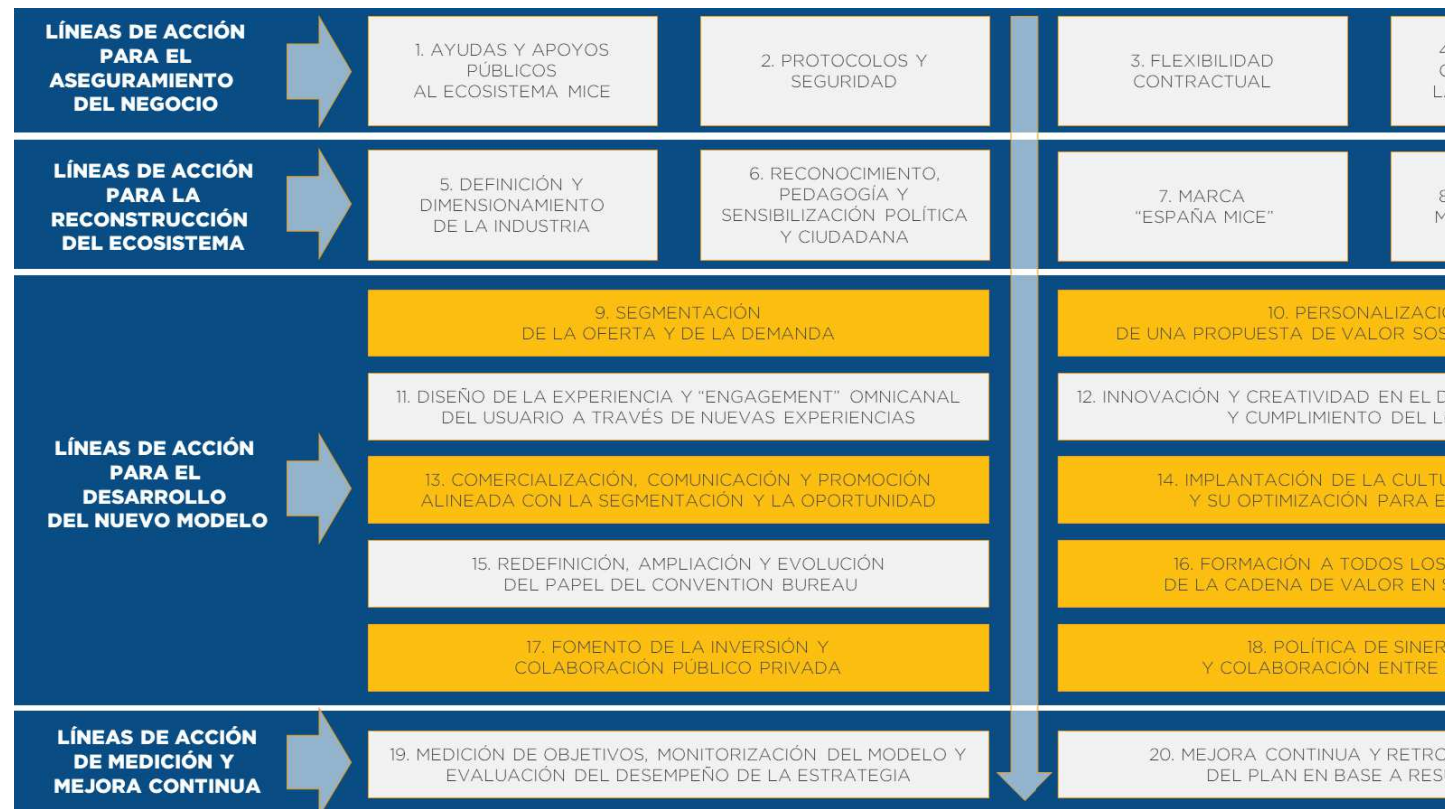 LÍNEAS DE ACCIÓN
PARA EL
ASEGURAMIENTO
DEL NEGOCIO
1. AYUDAS Y APOYOS
PÚBLICOS
AL ECOSISTEMA MICE
2. PROTOCOLOS Y
SEGURIDAD
3. FLEXIBILIDAD
CONTRACTUAL
LÍNEAS DE ACCIÓN
PARA LA
RECONSTRUCCIÓN
DEL ECOSISTEMA
5. DEFINICIÓN Y
DIMENSIONAMIENTO
DE LA INDUSTRIA
6. RECONOCIMIENTO,
PEDAGOGÍA Y
SENSIBILIZACIÓN POLÍTICA
Y CIUDADANA
7. MARCA
“ESPAÑA MICE”
LÍNEAS DE ACCIÓN
PARA EL
DESARROLLO
DEL NUEVO MODELO
9. SEGMENTACIÓN
DE LA OFERTA Y DE LA DEMANDA
10.
DE UNA PROPUESTA DE VALOR
11. DISEÑO DE LA EXPERIENCIA Y “ENGAGEMENT” OMNICANAL
DEL USUARIO A TRAVÉS DE NUEVAS EXPERIENCIAS
12. INNOVACIÓN Y CREATIVIDAD EN EL
Y CUMPLIMIENTO DEL
13. COMERCIALIZACIÓN, COMUNICACIÓN Y PROMOCIÓN
ALINEADA CON LA SEGMENTACIÓN Y LA OPORTUNIDAD
14. IMPLANTACIÓN DE LA
Y SU OPTIMIZACIÓN PARA
15. REDEFINICIÓN, AMPLIACIÓN Y EVOLUCIÓN
DEL PAPEL DEL CONVENTION BUREAU
16. FORMACIÓN A TODOS LOS
DE LA CADENA DE VALOR EN
17. FOMENTO DE LA INVERSIÓN Y
COLABORACIÓN PÚBLICO PRIVADA
18. POLÍTICA DE
Y COLABORACIÓN ENTRE
LÍNEAS DE ACCIÓN
DE MEDICIÓN Y
MEJORA CONTINUA
19. MEDICIÓN DE OBJETIVOS, MONITORIZACIÓN DEL MODELO Y
EVALUACIÓN DEL DESEMPEÑO DE LA ESTRATEGIA
20. MEJORA CONTINUA Y
DEL PLAN EN BASE A